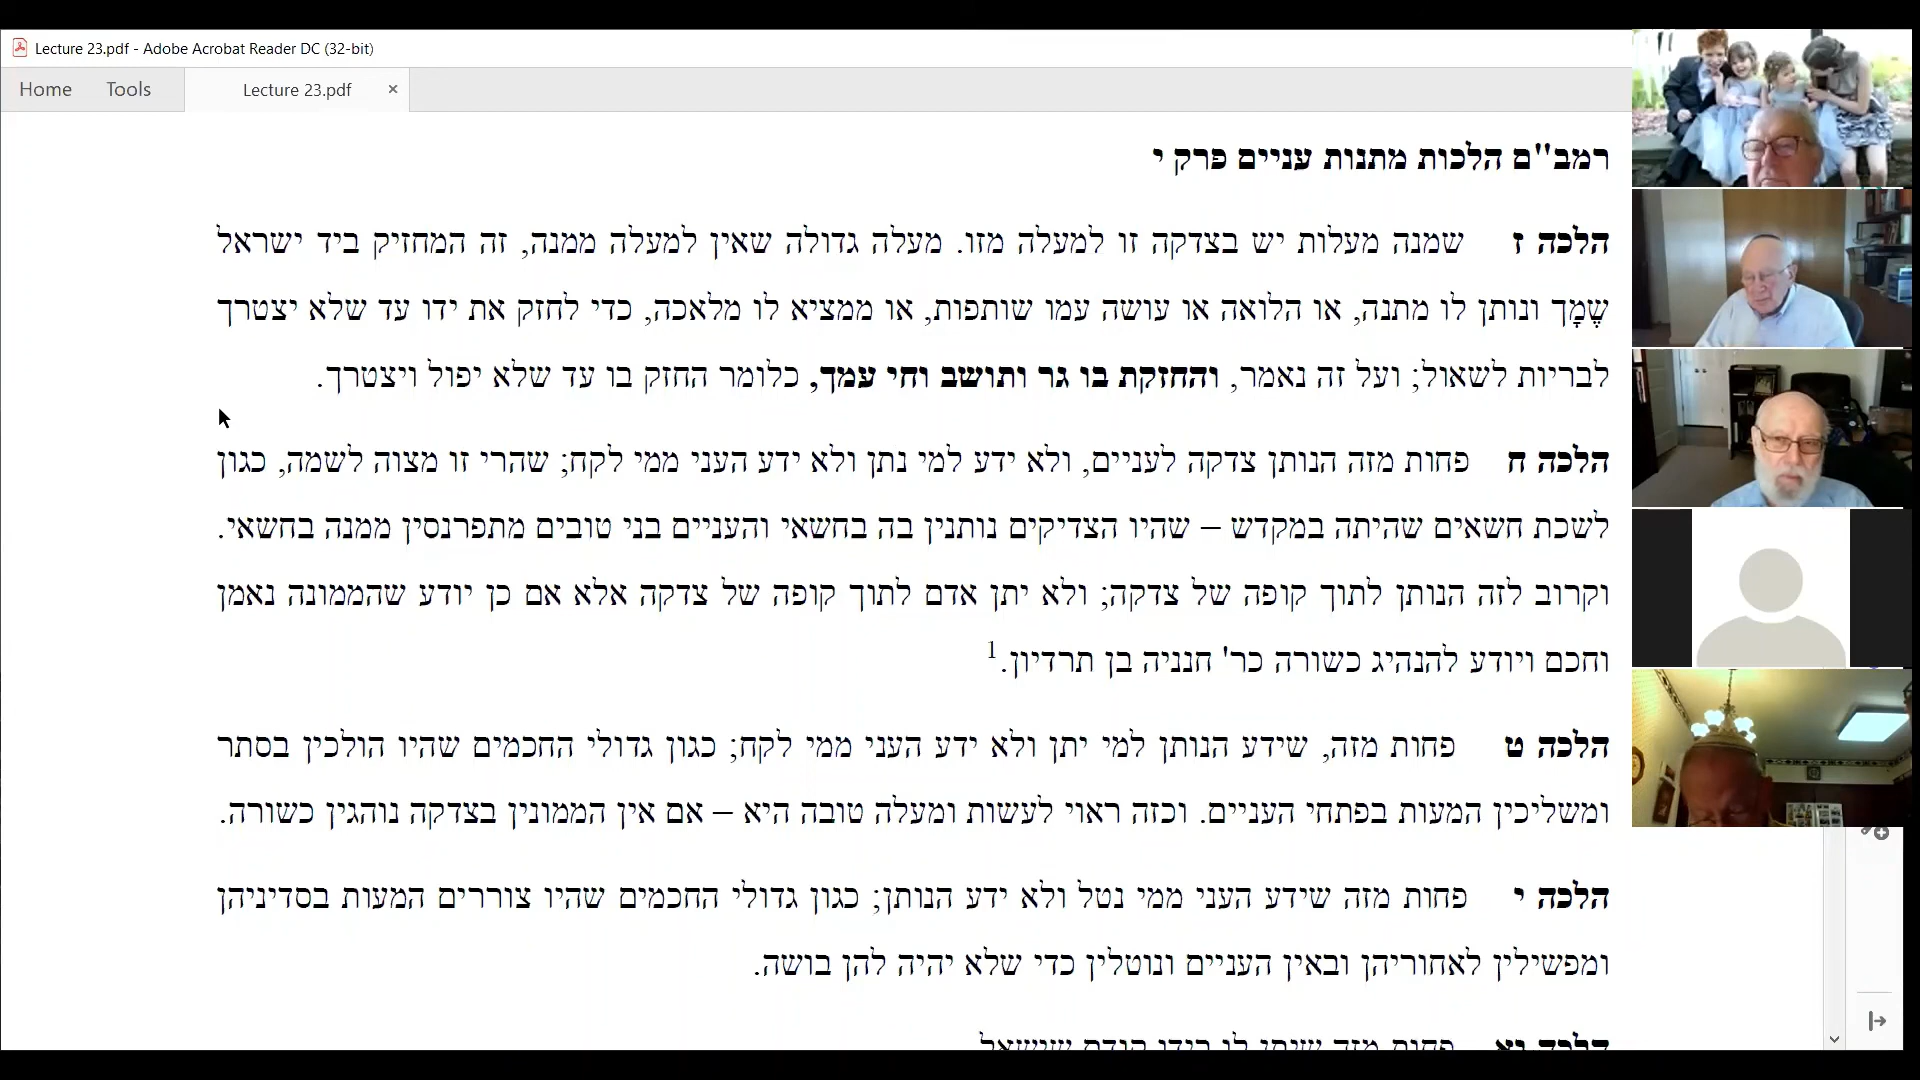 Lecture 23.pdf - Adobe Acrobat Reader DC (32-bit)
Home Tools Lecture 23.pdf ×
רמב"ם הלכות מתנות עניים פרק י
הלכה ז שמנה מעלות יש בצדקה זו למעלה מזו. מעלה גדולה שאין למעלה ממנה, זה המחזיק ביד ישראל
שֶמָך ונותן לו מתנה, או הלואה או עושה עמו שותפות, או ממציא לו מלאכה, כדי לחזק את ידו עד שלא יצטרך
לבריות לשאול; ועל זה נאמר, והחזקת בו גר ותושב וחי עמך, כלומר החזק בו עד שלא יפול ויצטרך.
הלכה ח פחות מזה הנותן צדקה לעניים, ולא ידע למי נתן ולא ידע העני ממי לקח; שהרי זו מצוה לשמה, כגון
לשכת חשאים שהיתה במקדש – שהיו הצדיקים נותנין בה בחשאי והעניים בני טובים מתפרנסין ממנה בחשאי.
וקרוב לזה הנותן לתוך קופה של צדקה; ולא יתן אדם לתוך קופה של צדקה אלא אם כן יודע שהממונה נאמן
וחכם ויודע להנהיג כשורה כר' חנניה בן תרדיון.1
הלכה ט פחות מזה, שידע הנותן למי יתן ולא ידע העני ממי לקח; כגון גדולי החכמים שהיו הולכין בסתר
ומשליכין המעות בפתחי העניים. וכזה ראוי לעשות ומעלה טובה היא – אם אין הממונין בצדקה נוהגין כשורה.
הלכה י פחות מזה שידע העני ממי נטל ולא ידע הנותן; כגון גדולי החכמים שהיו צוררים המעות בסדיניהן
ומפשילין לאחוריהן ובאין העניים ונוטלין כדי שלא יהיה להן בושה.
הלכה יא פחות מזה שיתן לו בידו קודם שישאל